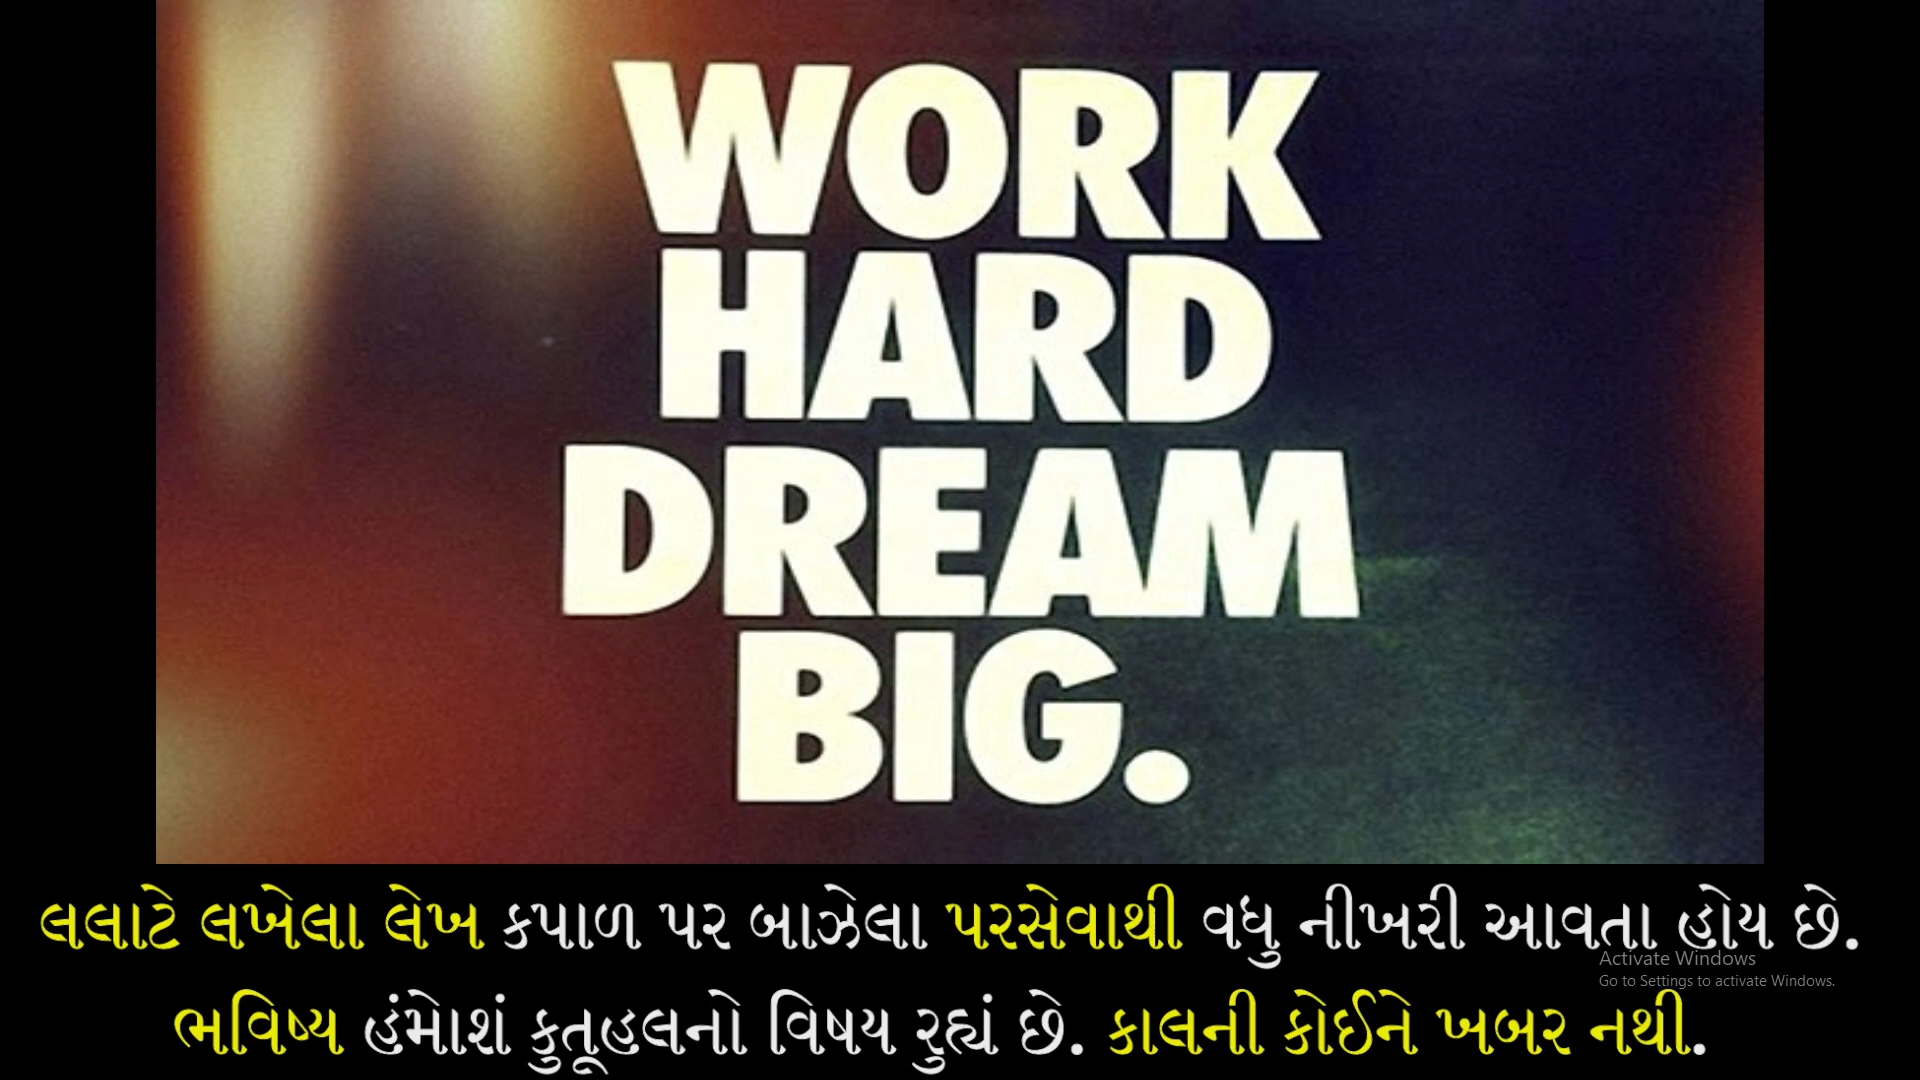 WORK
HARD
DREAM
BIG.
લલાટે લખેલા લેખ કપાળ પર બાઝેલા પરસેવાથી વધુ નીખરી આવતા હોય છે.
Activate Windows
Go to Settings to activate Windows.
ભવિષ્ય હંમેાશં કુતૂહલનો વિષય રુહ્યં છે. કાલની કોઈને ખબર નથી.